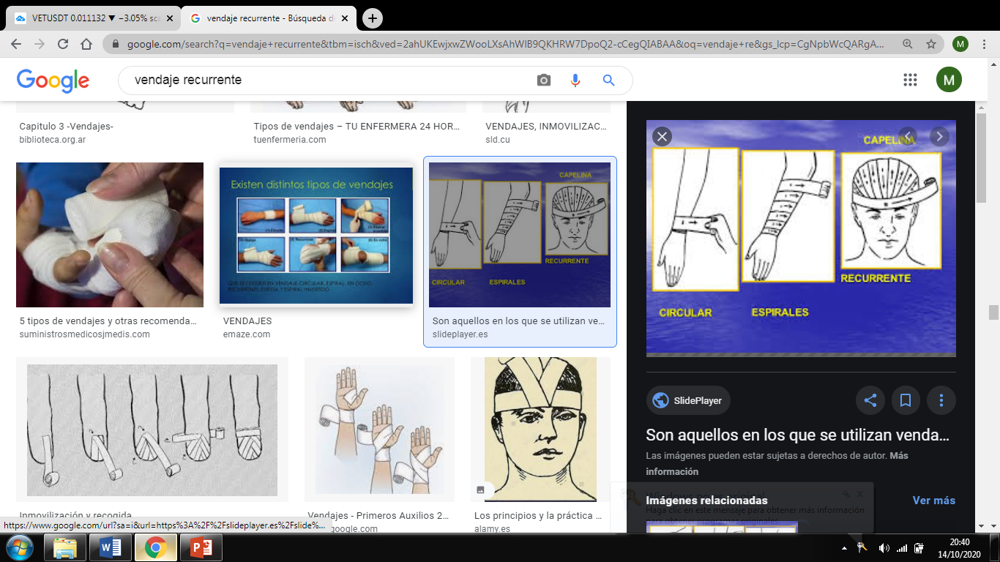 VETUSDT 0.011132 ▼ −3.05% sca
vendaje recurrente - Búsqueda d
google.com/search?q=vendaje+recurrente&tbm=isch&ved=2ahUKEwjxwZWooLXsAhWIB9QKHRW7DpoQ2-cCegQIABAA&oq=vendaje+re&gs_lcp=CgNpbWcQARgA...
M
Google
vendaje recurrente
M
Capitulo 3 -Vendajes-
biblioteca.org.ar
Tipos de vendajes – TU ENFERMERA 24 HOR...
tuenfermeria.com
VENDAJES, INMOVILIZAC...
sld.cu
Existen distintos tipos de vendajes
CAPELINA
RECURRENTE
CIRCULAR
ESPIRALES
5 tipos de vendajes y otras recomenda...
suministrosmedicosjmedis.com
VENDAJES
emaze.com
Son aquellos en los que se utilizan ve...
slideplayer.es
Inmovilización y recogida
Vendajes - Primeros Auxilios 2...
google.com
Los principios y la práctica ...
alamy.es
CAPELINA
RECURRENTE
CIRCULAR
ESPIRALES
SlidePlayer
Son aquellos en los que se utilizan venda...
Las imágenes pueden estar sujetas a derechos de autor. Más
información
Imágenes relacionadas
Ver más
Haga clic en este mensaje para obtener más información
para obtener programas originales.
https://www.google.com/url?sa=i&url=https%3A%2F%2Fslideplayer.es%2Fslide%...
20:40
14/10/2020